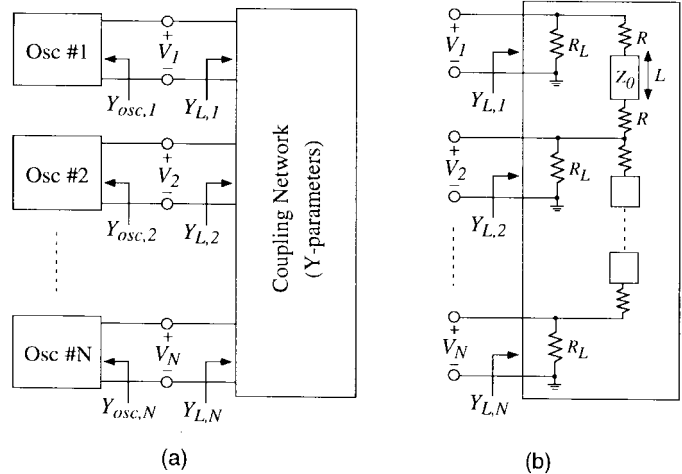 Osc #1
+
V1
−
Yosc,1
YL,1
Osc #2
+
V2
−
Yosc,2
YL,2
Osc #N
+
VN
−
Yosc,N
YL,N
Coupling Network
(Y-parameters)
(a)
+
V1
−
YL,1
RL
R
Z0
L
R
+
V2
−
YL,2
RL
+
VN
−
YL,N
RL
(b)